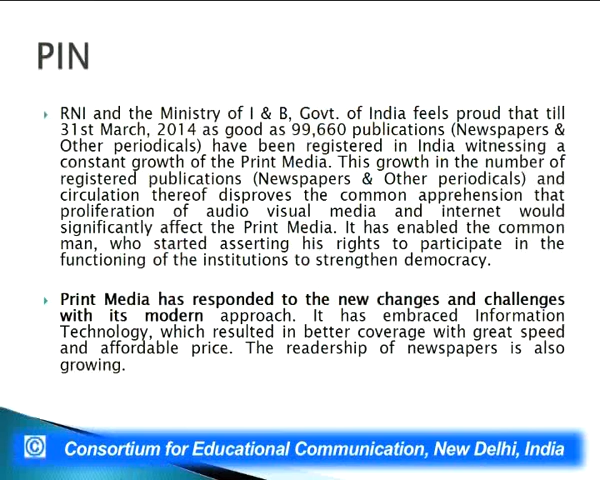 PIN
RNI and the Ministry of I & B, Govt. of India feels proud that till
31st March, 2014 as good as 99,660 publications (Newspapers &
Other periodicals) have been registered in India witnessing a
constant growth of the Print Media. This growth in the number of
registered publications (Newspapers & Other periodicals) and
circulation thereof disproves the common apprehension that
proliferation of audio visual media and internet would
significantly affect the Print Media. It has enabled the common
man, who started asserting his rights to participate in the
functioning of the institutions to strengthen democracy.
Print Media has responded to the new changes and challenges
with its modern approach. It has embraced Information
Technology, which resulted in better coverage with great speed
and affordable price. The readership of newspapers is also
growing.
© Consortium for Educational Communication, New Delhi, India